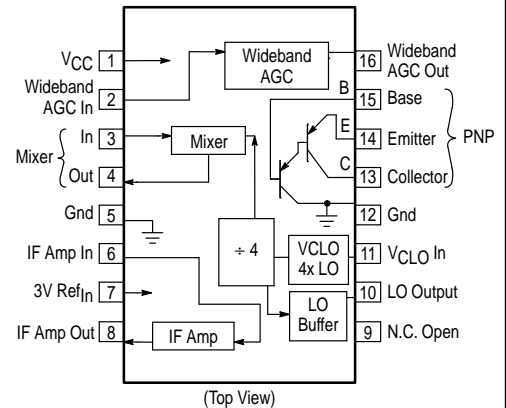 VCC 1
Wideband
AGC In 2
Mixer
In 3
Out 4
Gnd 5
IF Amp In 6
3V RefIn 7
IF Amp Out 8
Wideband
AGC
Mixer
÷ 4
VCLO
4x LO
LO
Buffer
IF Amp
B
E
C
16 Wideband
AGC Out
15 Base
14 Emitter
13 Collector
PNP
12 Gnd
11 VCLO In
10 LO Output
9 N.C. Open
(Top View)